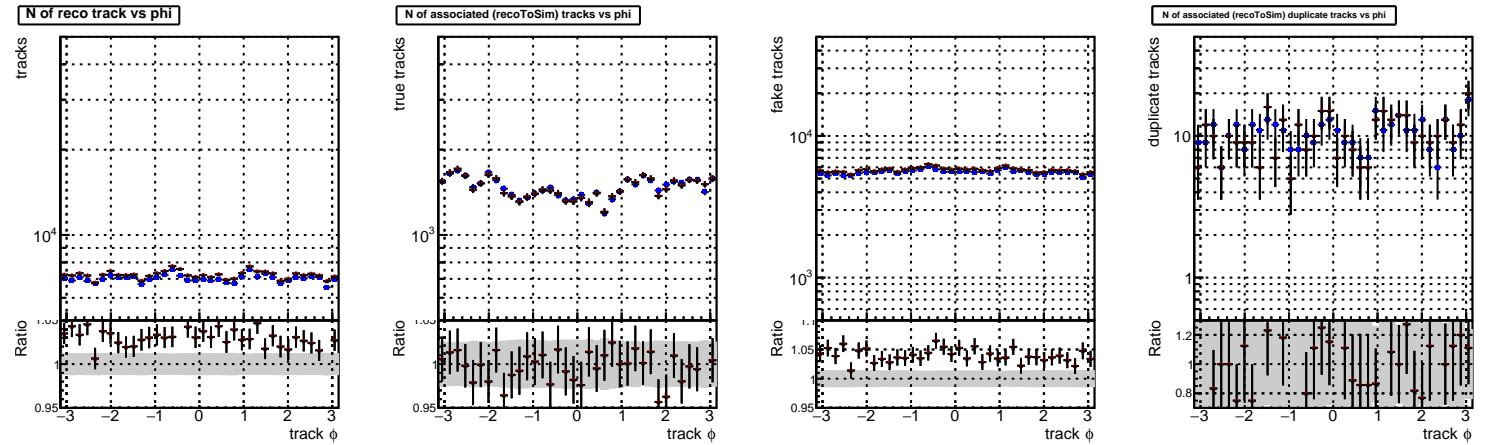 N of reco track vs phi
tracks
10⁴
Ratio
1
0.95
−3 −2 −1 0 1 2 3
track ϕ
N of associated (recoToSim) tracks vs phi
true tracks
10³
Ratio
1
0.95
−3 −2 −1 0 1 2 3
track ϕ
fake tracks
10⁴
10³
Ratio
1.1
1.05
1
0.95
−3 −2 −1 0 1 2 3
track ϕ
N of associated (recoToSim) duplicate tracks vs phi
duplicate tracks
10
1
Ratio
1.2
1
0.8
−3 −2 −1 0 1 2 3
track ϕ